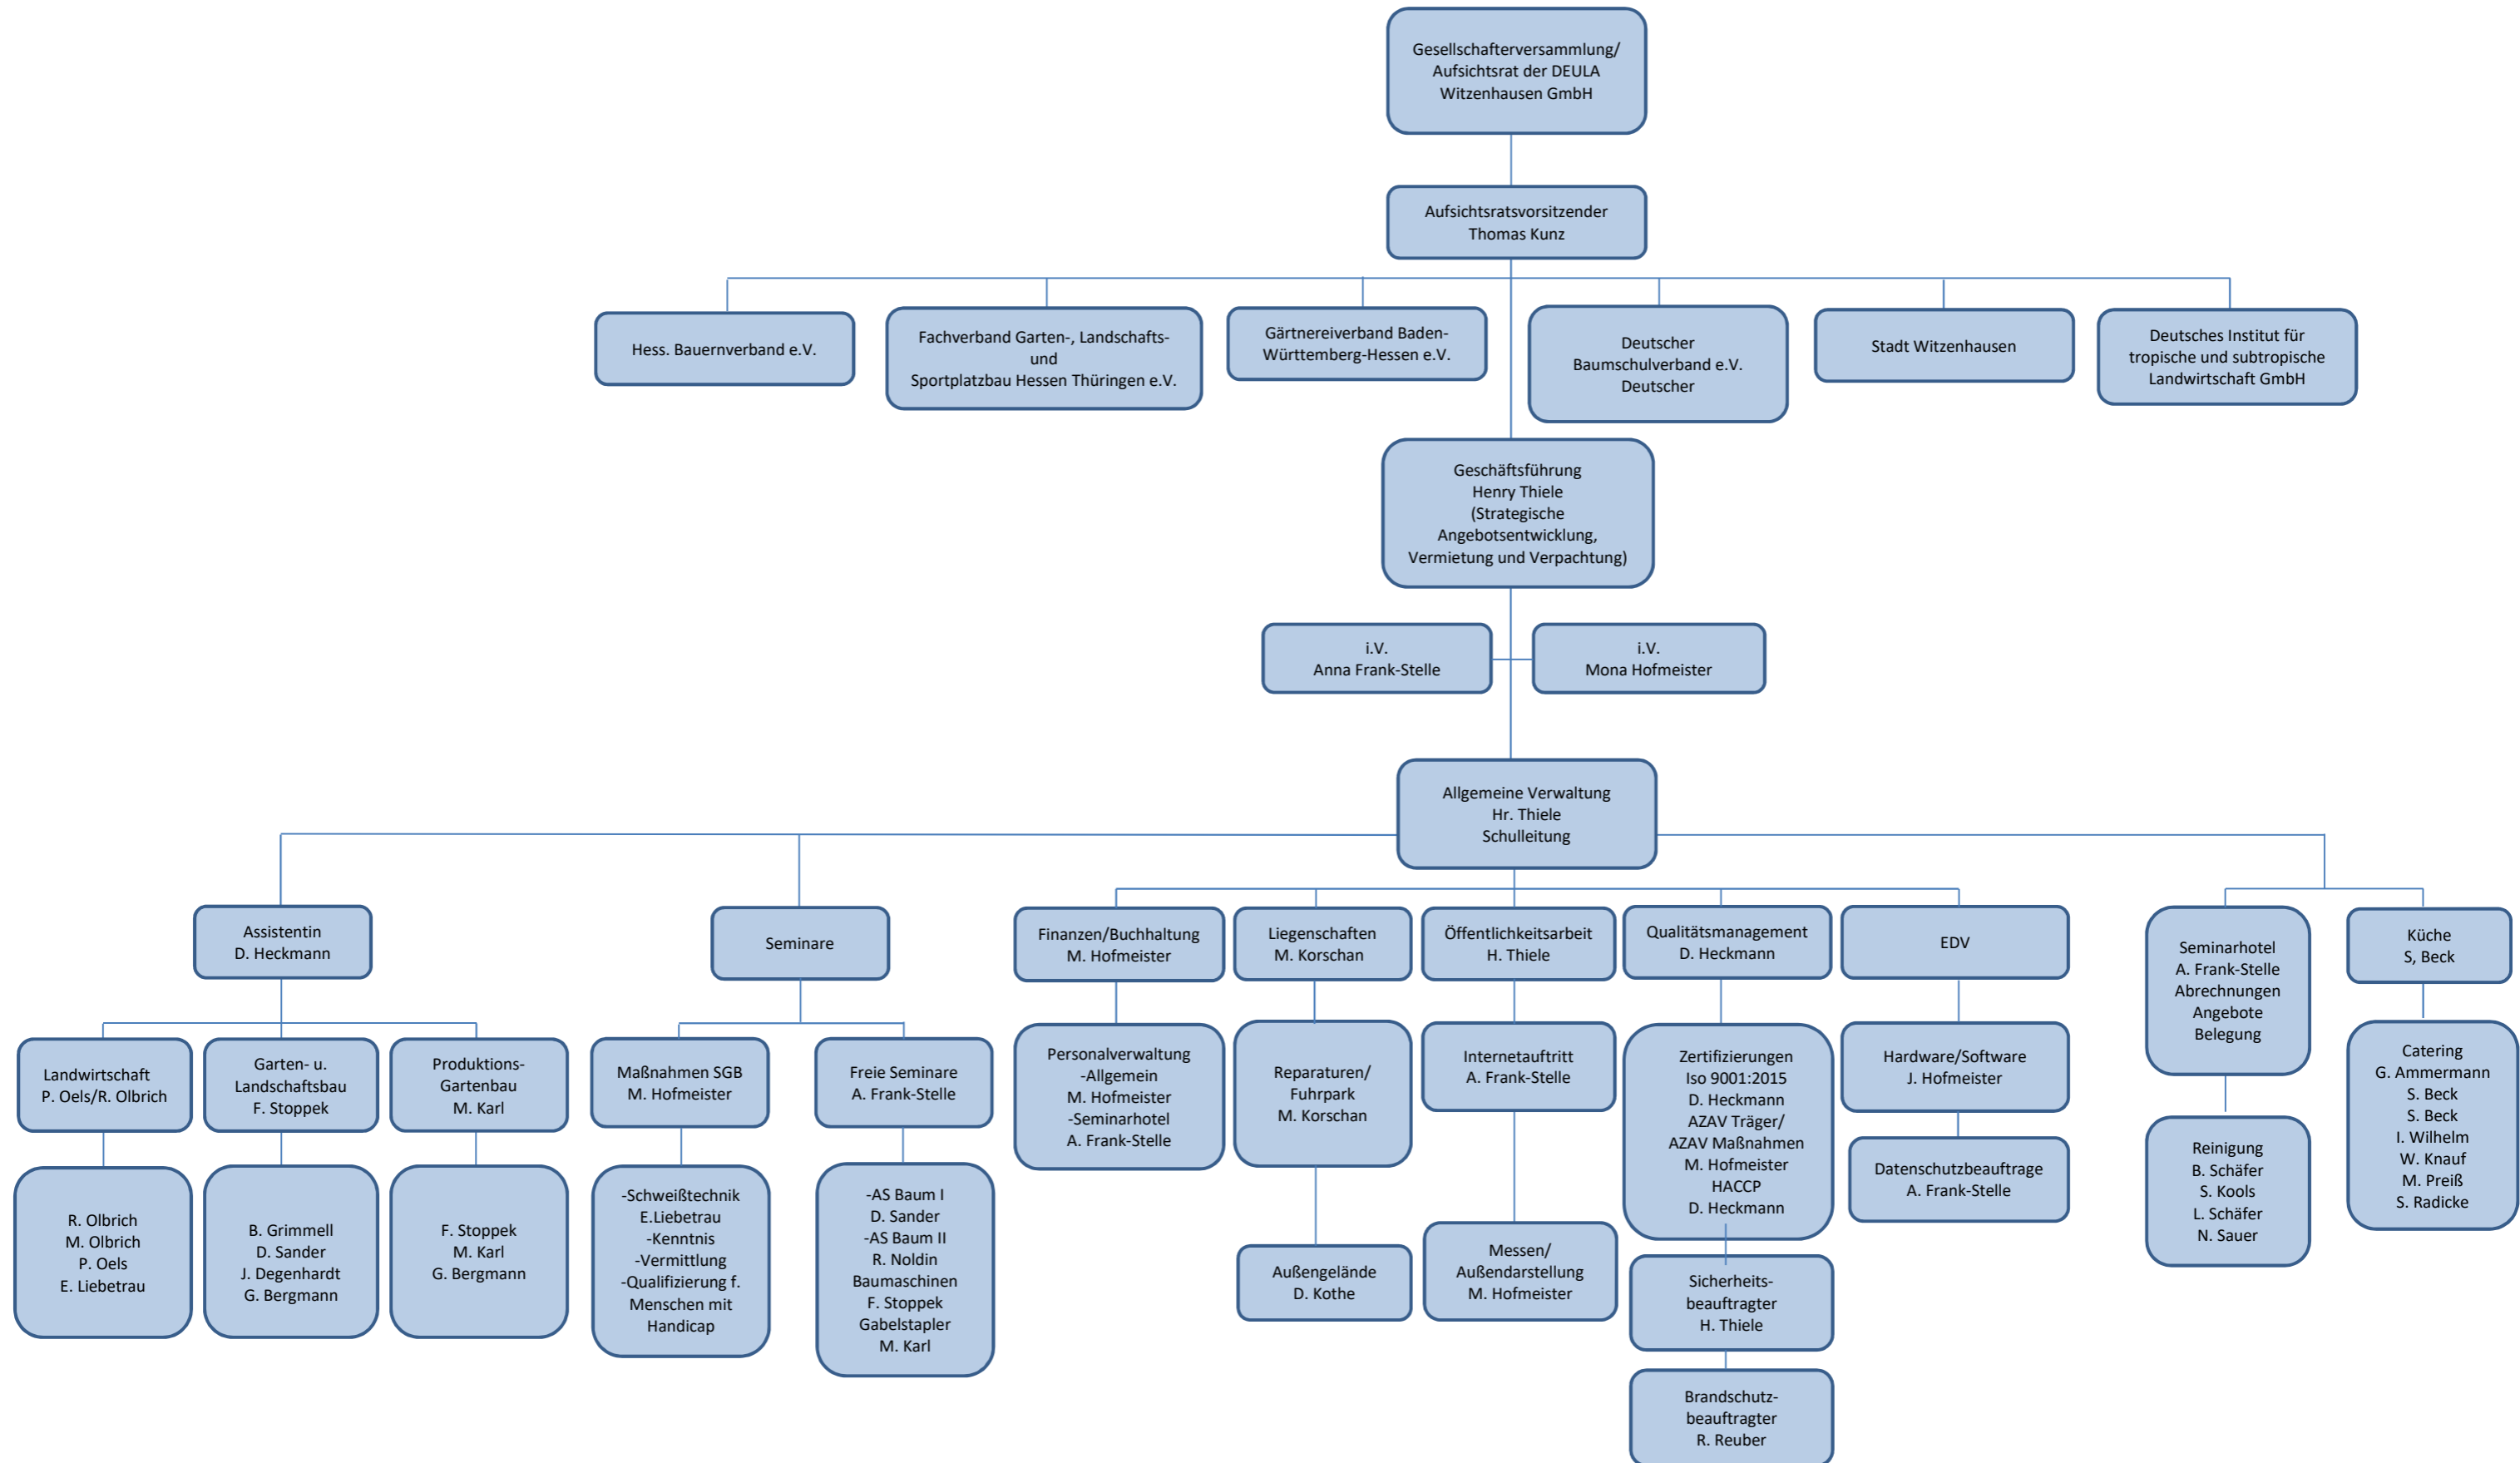 Gesellschafterversammlung/
Aufsichtsrat der DEULA
Witzenhausen GmbH
Aufsichtsratsvorsitzender
Thomas Kunz
Hess. Bauernverband e.V.
Fachverband Garten-, Landschafts-
und
Sportplatzbau Hessen Thüringen e.V.
Gärtnereiverband Baden-
Württemberg-Hessen e.V.
Deutscher
Baumschulverband e.V.
Deutscher
Stadt Witzenhausen
Deutsches Institut für
tropische und subtropische
Landwirtschaft GmbH
Geschäftsführung
Henry Thiele
(Strategische
Angebotsentwicklung,
Vermietung und Verpachtung)
i.V.
Anna Frank-Stelle
i.V.
Mona Hofmeister
Allgemeine Verwaltung
Hr. Thiele
Schulleitung
Assistentin
D. Heckmann
Seminare
Finanzen/Buchhaltung
M. Hofmeister
Liegenschaften
M. Korschan
Öffentlichkeitsarbeit
H. Thiele
Qualitätsmanagement
D. Heckmann
EDV
Seminarhotel
A. Frank-Stelle
Abrechnungen
Angebote
Belegung
Küche
S, Beck
Landwirtschaft
P. Oels/R. Olbrich
Garten- u.
Landschaftsbau
F. Stoppek
Produktions-
Gartenbau
M. Karl
Maßnahmen SGB
M. Hofmeister
Freie Seminare
A. Frank-Stelle
Personalverwaltung
-Allgemein
M. Hofmeister
-Seminarhotel
A. Frank-Stelle
Reparaturen/
Fuhrpark
M. Korschan
Internetauftritt
A. Frank-Stelle
Zertifizierungen
Iso 9001:2015
D. Heckmann
AZAV Träger/
AZAV Maßnahmen
M. Hofmeister
HACCP
D. Heckmann
Hardware/Software
J. Hofmeister
Catering
G. Ammermann
S. Beck
S. Beck
I. Wilhelm
W. Knauf
M. Preiß
S. Radicke
R. Olbrich
M. Olbrich
P. Oels
E. Liebetrau
B. Grimmell
D. Sander
J. Degenhardt
G. Bergmann
F. Stoppek
M. Karl
G. Bergmann
-Schweißtechnik
E.Liebetrau
-Kenntnis
-Vermittlung
-Qualifizierung f.
Menschen mit
Handicap
-AS Baum I
D. Sander
-AS Baum II
R. Noldin
Baumaschinen
F. Stoppek
Gabelstapler
M. Karl
Datenschutzbeauftrage
A. Frank-Stelle
Reinigung
B. Schäfer
S. Kools
L. Schäfer
N. Sauer
Außengelände
D. Kothe
Messen/
Außendarstellung
M. Hofmeister
Sicherheits-
beauftragter
H. Thiele
Brandschutz-
beauftragter
R. Reuber